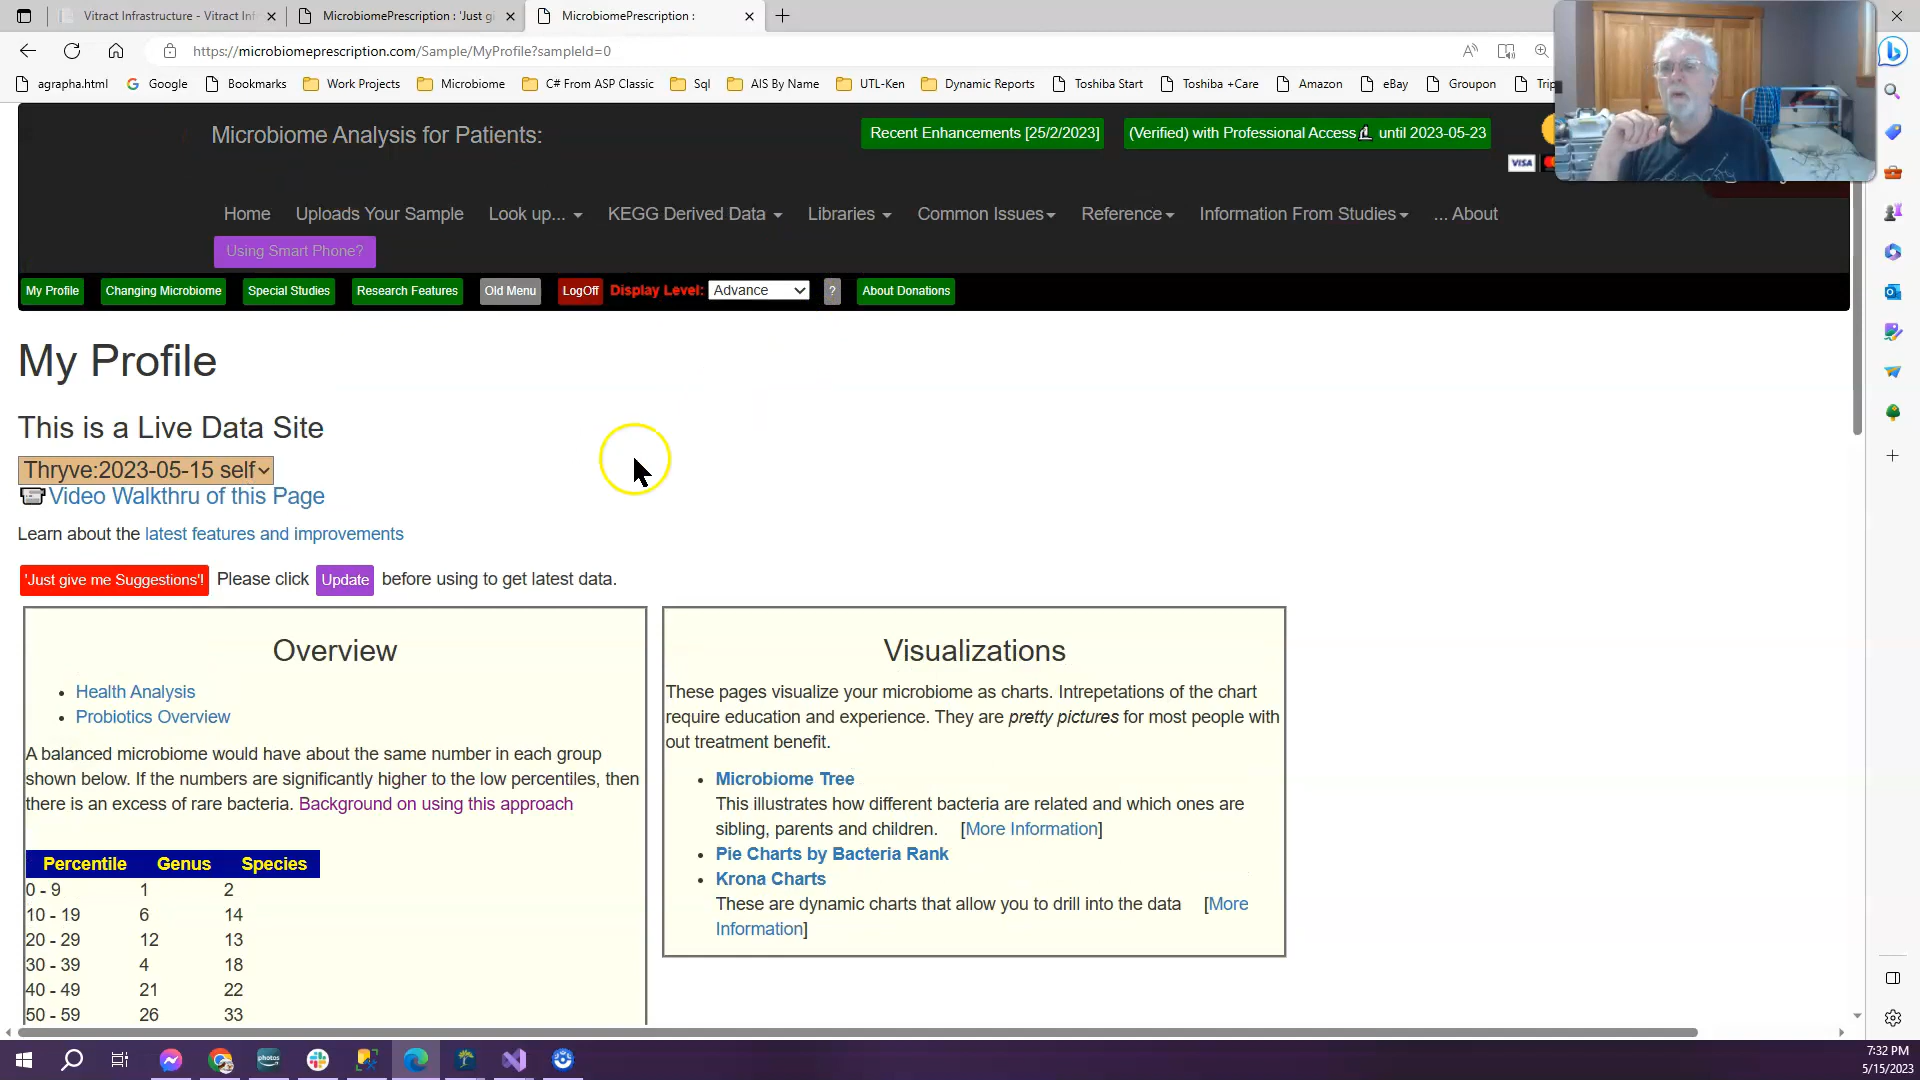 Vitract Infrastructure - Vitract Inf
MicrobiomePrescription : 'Just gi
MicrobiomePrescription :
https://microbiomeprescription.com/Sample/MyProfile?sampleId=0
agrapha.html Google Bookmarks Work Projects Microbiome C# From ASP Classic Sql AIS By Name UTL-Ken Dynamic Reports Toshiba Start Toshiba +Care Amazon eBay Groupon Trip
Microbiome Analysis for Patients:
Recent Enhancements [25/2/2023]
(Verified) with Professional Access until 2023-05-23
VISA
Home Uploads Your Sample Look up... KEGG Derived Data Libraries Common Issues Reference Information From Studies ... About
Using Smart Phone?
My Profile Changing Microbiome Special Studies Research Features Old Menu LogOff Display Level: Advance ? About Donations
My Profile
This is a Live Data Site
Thryve:2023-05-15 self
Video Walkthru of this Page
Learn about the latest features and improvements
'Just give me Suggestions'! Please click Update before using to get latest data.
Overview
Health Analysis
Probiotics Overview
A balanced microbiome would have about the same number in each group
shown below. If the numbers are significantly higher to the low percentiles, then
there is an excess of rare bacteria. Background on using this approach
Percentile Genus Species
0 - 9 1 2
10 - 19 6 14
20 - 29 12 13
30 - 39 4 18
40 - 49 21 22
50 - 59 26 33
Visualizations
These pages visualize your microbiome as charts. Intrepetations of the chart
require education and experience. They are pretty pictures for most people with
out treatment benefit.
Microbiome Tree
This illustrates how different bacteria are related and which ones are
sibling, parents and children. [More Information]
Pie Charts by Bacteria Rank
Krona Charts
These are dynamic charts that allow you to drill into the data [More
Information]
photos
7:32 PM
5/15/2023